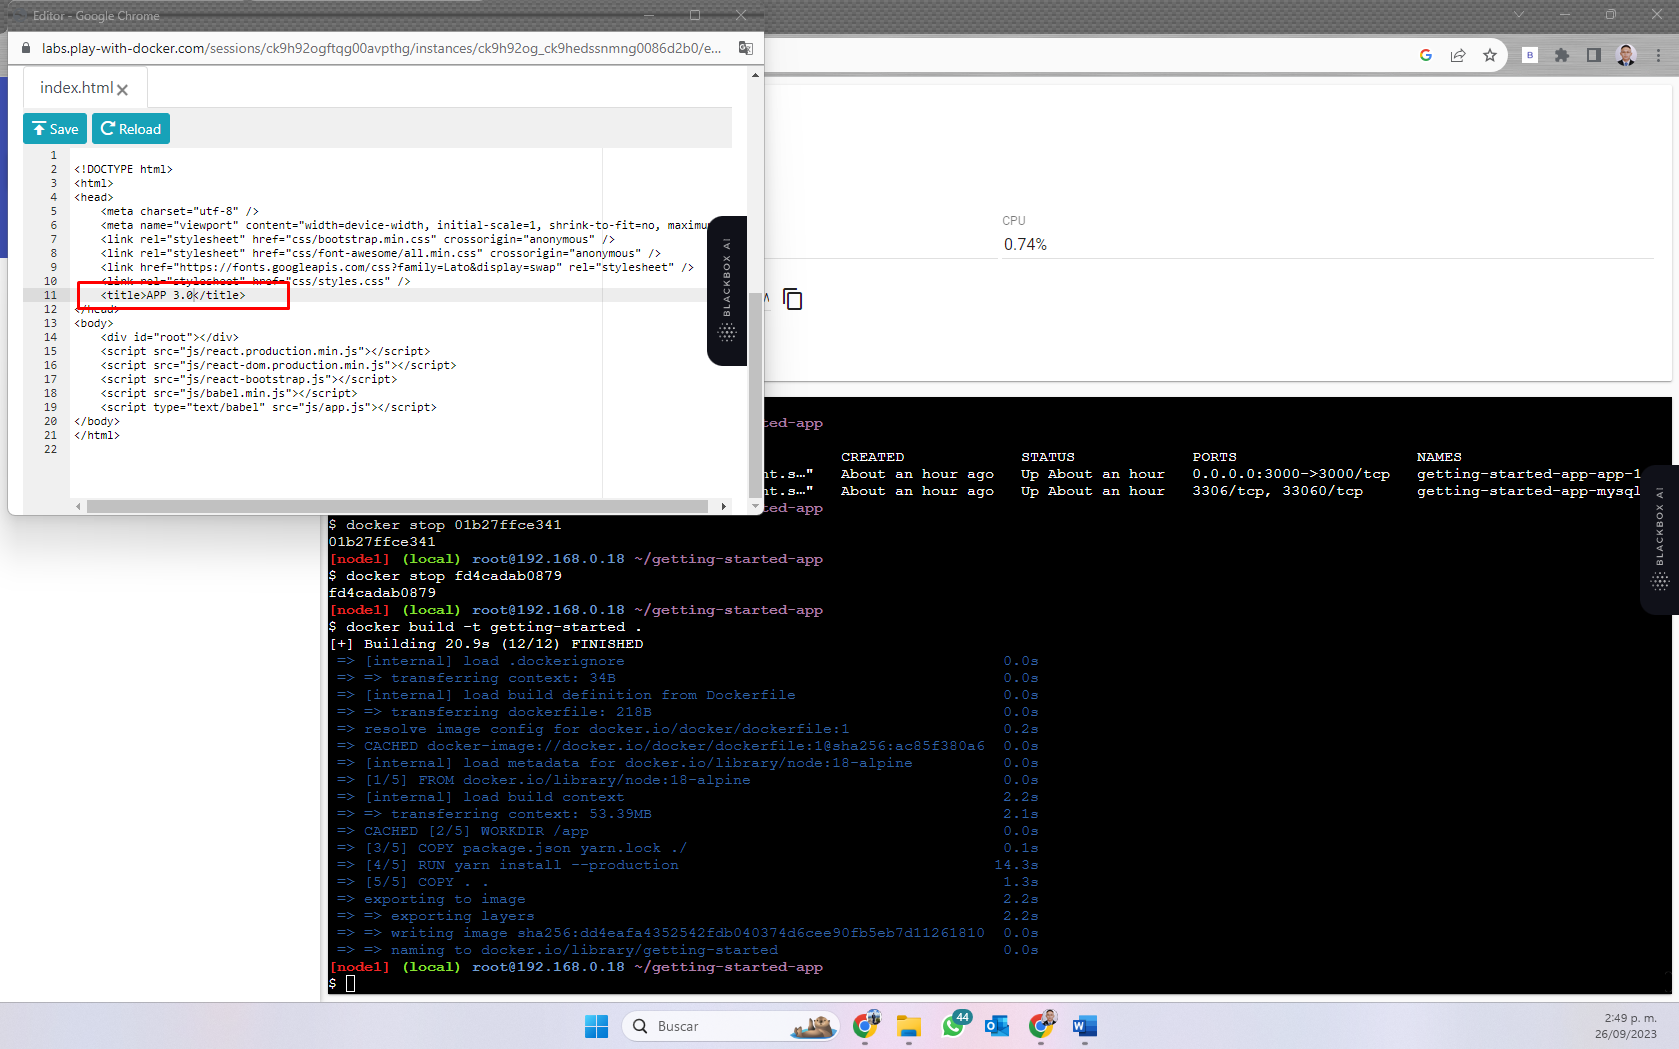 Editor - Google Chrome
labs.play-with-docker.com/sessions/ck9h92ogftqg00avpthg/instances/ck9h92og_ck9hedssnmng0086d2b0/e...
index.html
Save
Reload
1
2 <!DOCTYPE html>
3 <html>
4 <head>
5 <meta charset="utf-8" />
6 <meta name="viewport" content="width=device-width, initial-scale=1, shrink-to-fit=no, maximu
7 <link rel="stylesheet" href="css/bootstrap.min.css" crossorigin="anonymous" />
8 <link rel="stylesheet" href="css/font-awesome/all.min.css" crossorigin="anonymous" />
9 <link href="https://fonts.googleapis.com/css?family=Lato&display=swap" rel="stylesheet" />
10 <link rel="stylesheet" href="css/styles.css" />
11 <title>APP 3.0</title>
12 </head>
13 <body>
14 <div id="root"></div>
15 <script src="js/react.production.min.js"></script>
16 <script src="js/react-dom.production.min.js"></script>
17 <script src="js/react-bootstrap.js"></script>
18 <script src="js/babel.min.js"></script>
19 <script type="text/babel" src="js/app.js"></script>
20 </body>
21 </html>
22
BLACKBOX AI
B
CPU
0.74%
ted-app
CREATED STATUS PORTS NAMES
nt.s…" About an hour ago Up About an hour 0.0.0.0:3000->3000/tcp getting-started-app-app-1
nt.s…" About an hour ago Up About an hour 3306/tcp, 33060/tcp getting-started-app-mysql
ted-app
$ docker stop 01b27ffce341
01b27ffce341
[node1] (local) root@192.168.0.18 ~/getting-started-app
$ docker stop fd4cadab0879
fd4cadab0879
[node1] (local) root@192.168.0.18 ~/getting-started-app
$ docker build -t getting-started .
[+] Building 20.9s (12/12) FINISHED
=> [internal] load .dockerignore 0.0s
=> => transferring context: 34B 0.0s
=> [internal] load build definition from Dockerfile 0.0s
=> => transferring dockerfile: 218B 0.0s
=> resolve image config for docker.io/docker/dockerfile:1 0.2s
=> CACHED docker-image://docker.io/docker/dockerfile:1@sha256:ac85f380a6 0.0s
=> [internal] load metadata for docker.io/library/node:18-alpine 0.0s
=> [1/5] FROM docker.io/library/node:18-alpine 0.0s
=> [internal] load build context 2.2s
=> => transferring context: 53.39MB 2.1s
=> CACHED [2/5] WORKDIR /app 0.0s
=> [3/5] COPY package.json yarn.lock ./ 0.1s
=> [4/5] RUN yarn install --production 14.3s
=> [5/5] COPY . . 1.3s
=> exporting to image 2.2s
=> => exporting layers 2.2s
=> => writing image sha256:dd4eafa4352542fdb040374d6cee90fb5eb7d11261810 0.0s
=> => naming to docker.io/library/getting-started 0.0s
[node1] (local) root@192.168.0.18 ~/getting-started-app
$
BLACKBOX AI
Buscar
44
2:49 p. m.
26/09/2023